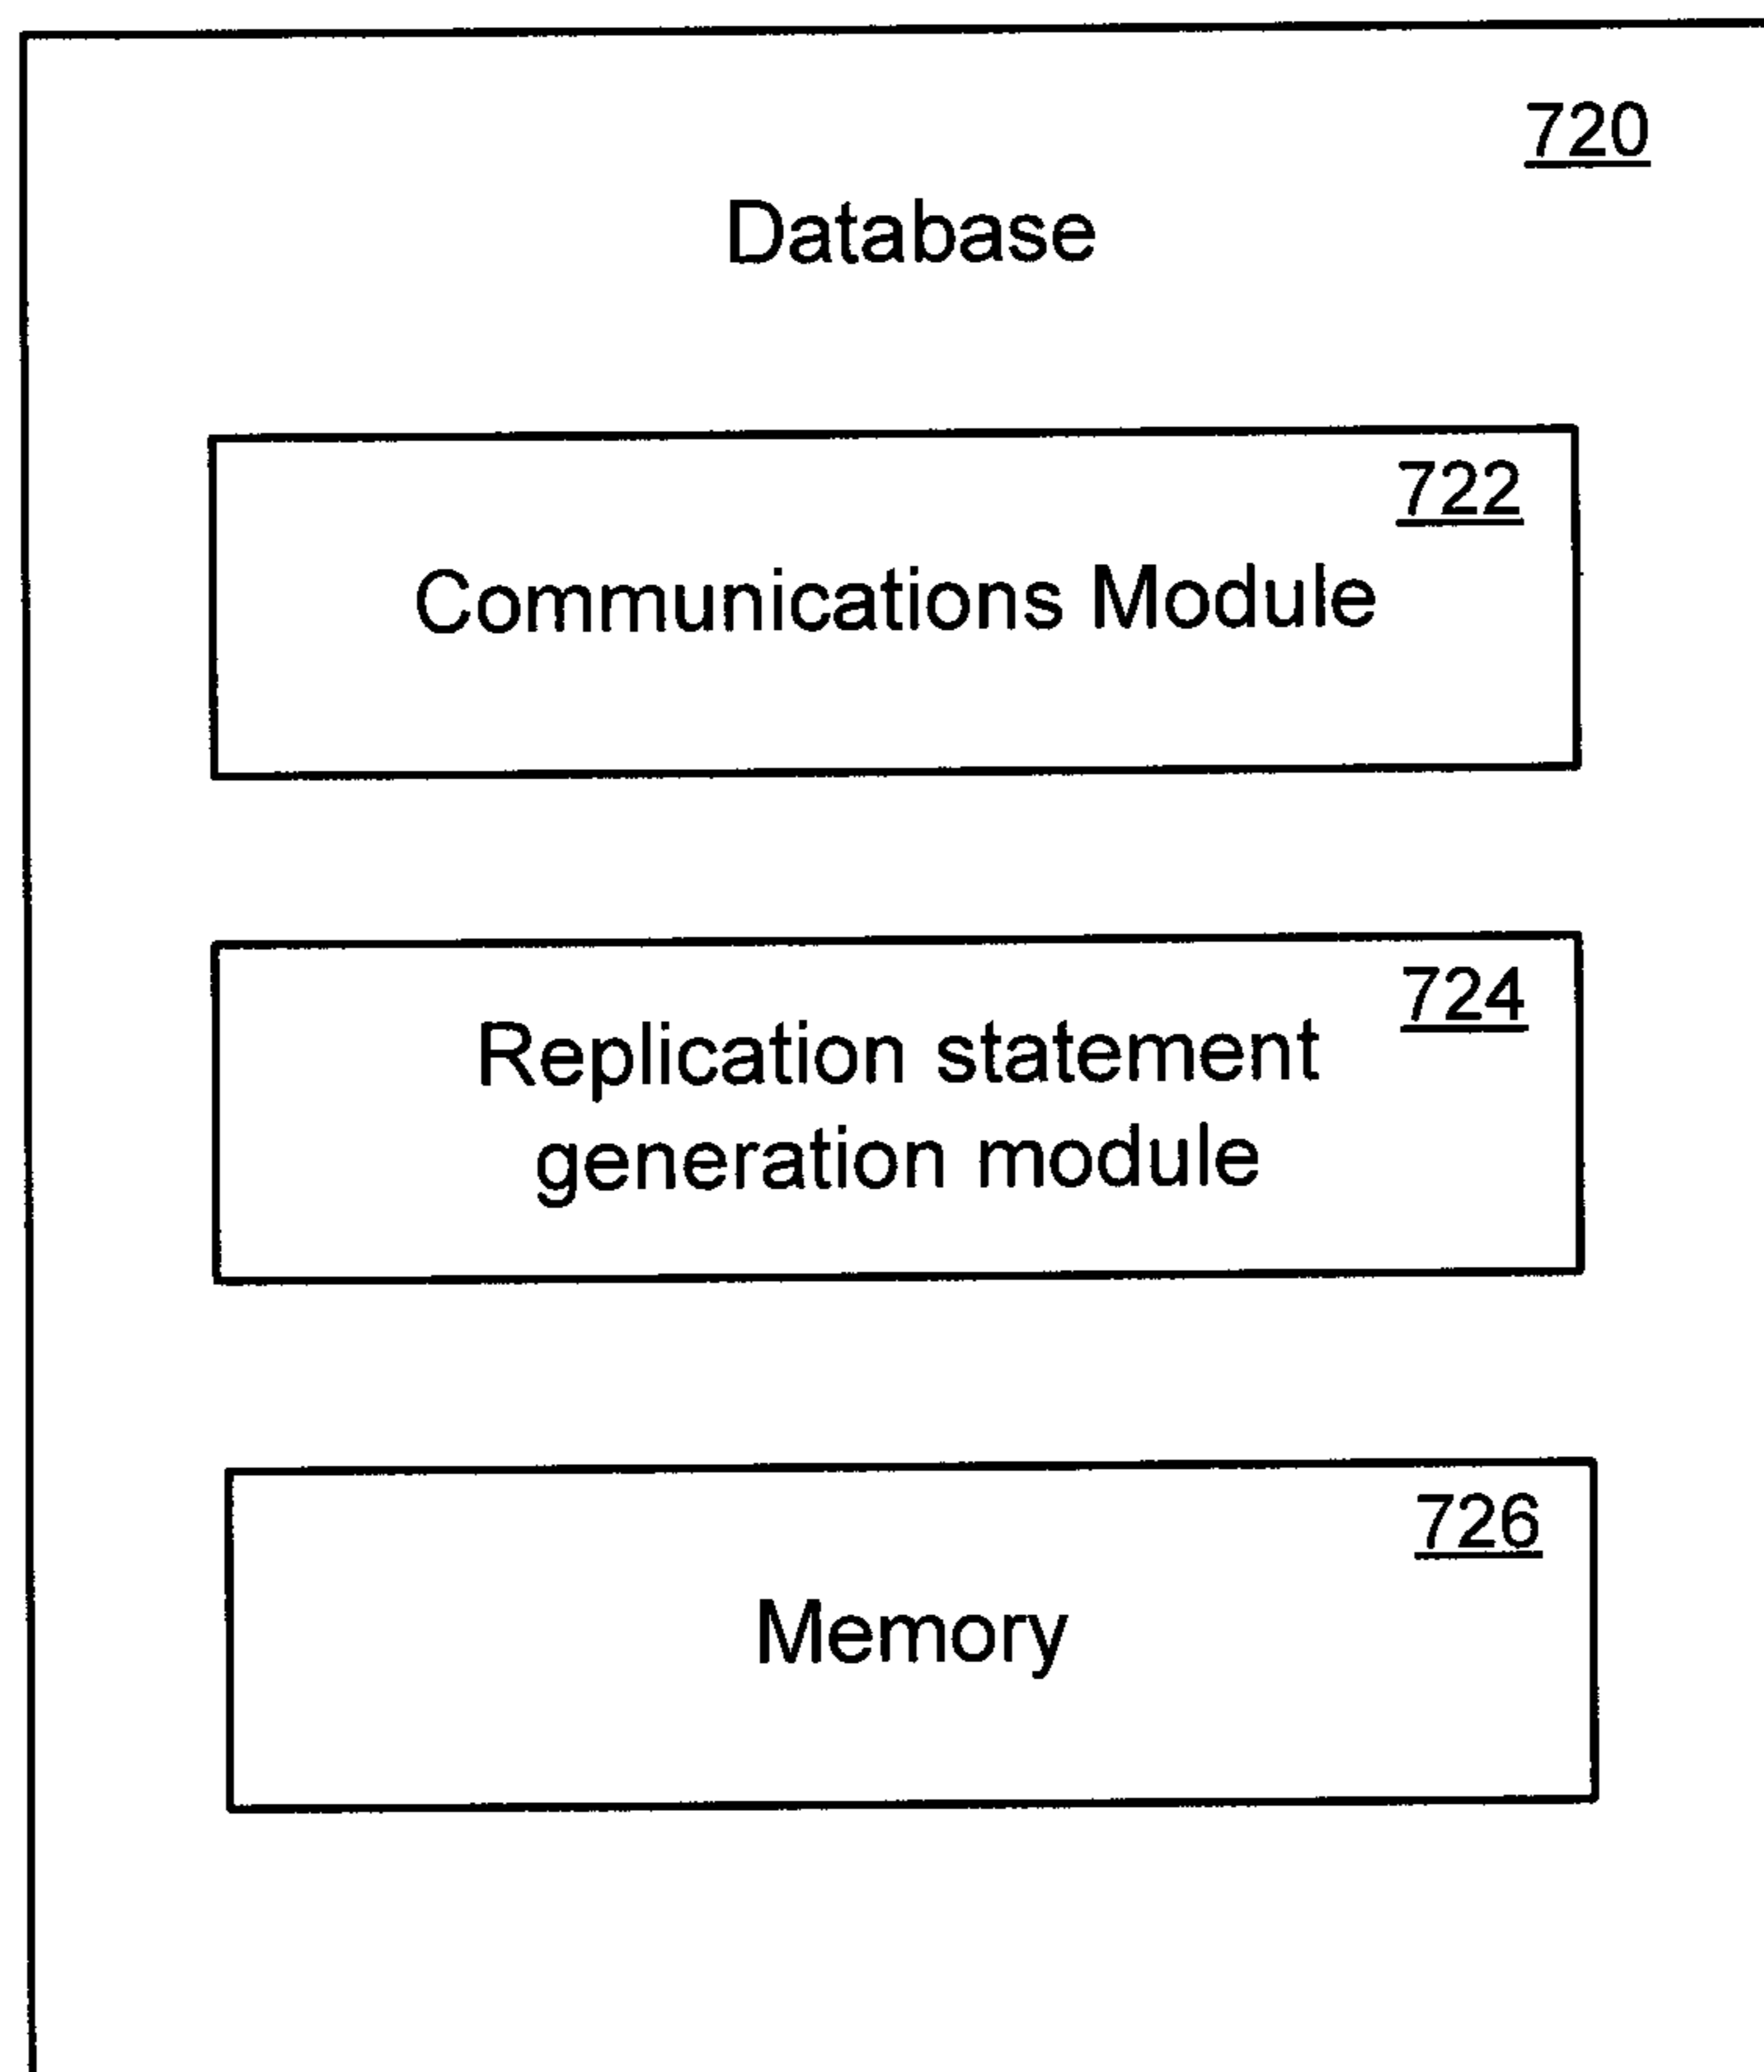 720
Database
722
Communications Module
724
Replication statement
generation module
726
Memory